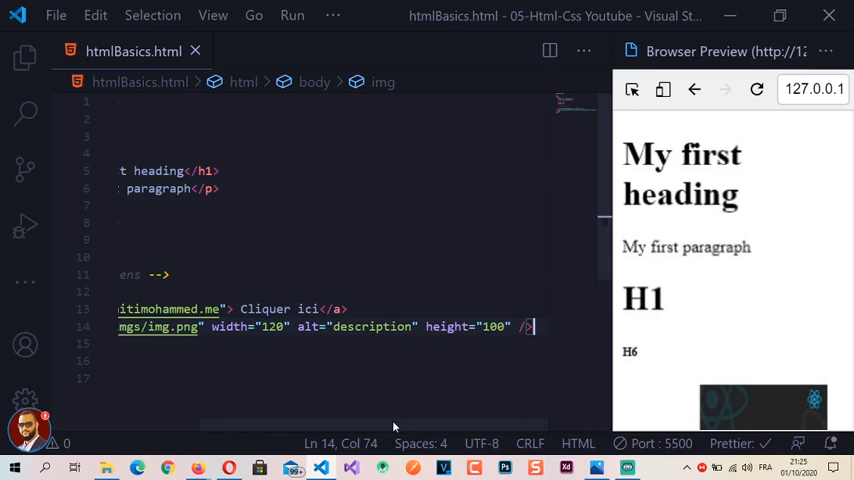 File Edit Selection View Go Run htmlBasics.html - 05-Html-Css Youtube - Visual St...
htmlBasics.html
htmlBasics.html html body img
1
2
3
4
5 t heading</h1>
6 paragraph</p>
7
8
9
10
11 ens -->
12
13 itimohammed.me"> Cliquer ici</a>
14 mgs/img.png" width="120" alt="description" height="100" />
15
16
17
Browser Preview (http://12
127.0.0.1
My first
heading
My first paragraph
H1
H6
0 Ln 14, Col 74 Spaces: 4 UTF-8 CRLF HTML Port : 5500 Prettier: ✓
99+ FRA 21:25
01/10/2020